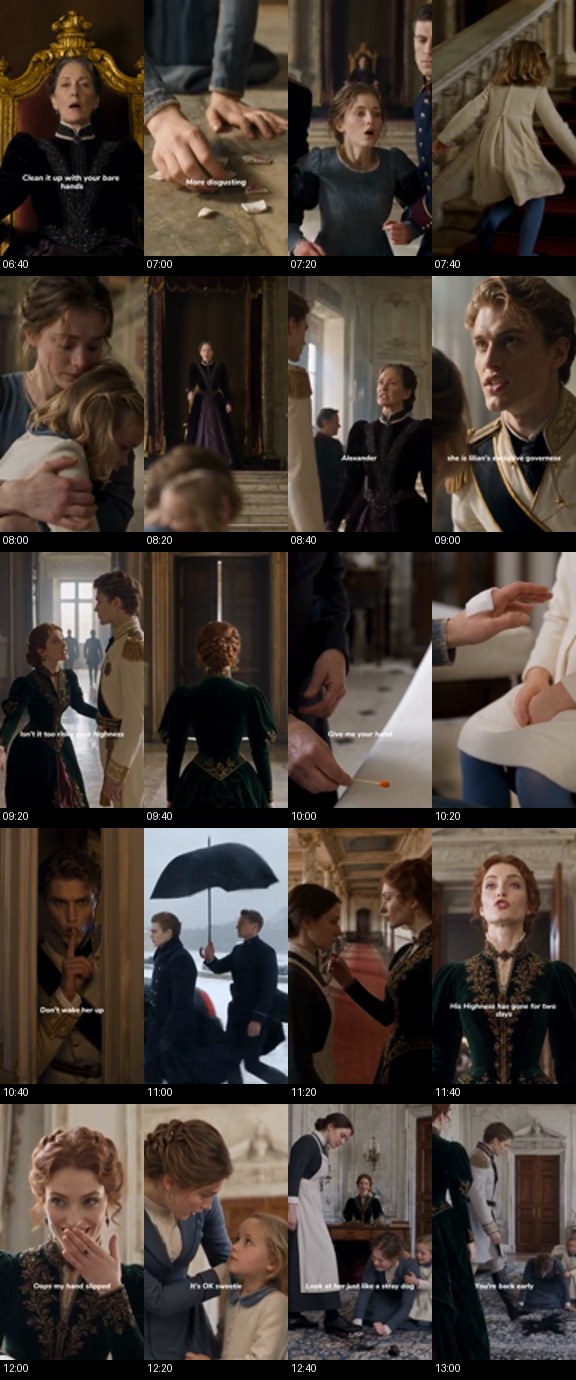 Clean it up with your bare
hands
More disgusting
06:40
07:00
07:20
07:40
Alexander
she is lilian's exclusive governess
08:00
08:20
08:40
09:00
Isn't it too risky your highness
Give me your hand
09:20
09:40
10:00
10:20
Don't wake her up
His Highness has gone for two
days
10:40
11:00
11:20
11:40
Oops my hand slipped
It's OK sweetie
Look at her just like a stray dog
You're back early
12:00
12:20
12:40
13:00